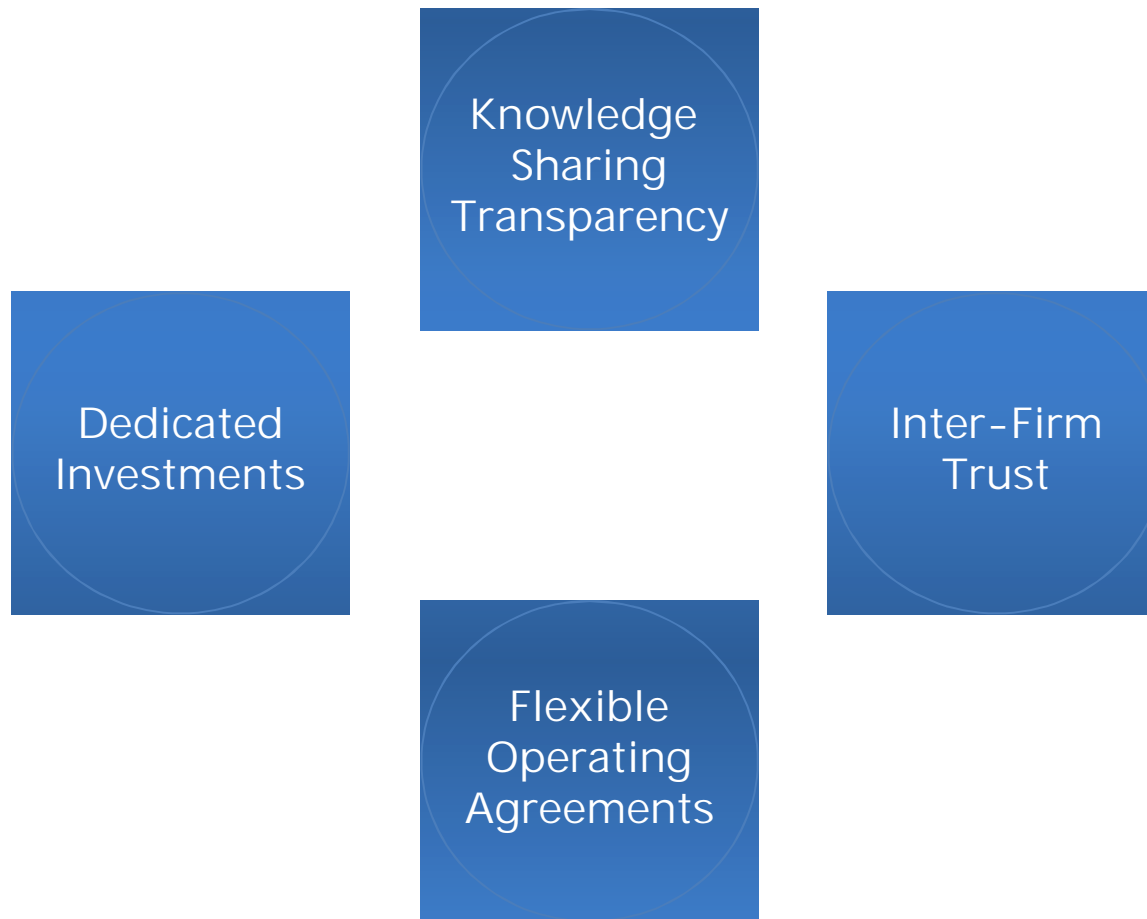 Knowledge
Sharing
Transparency
Dedicated
Investments
Inter-Firm
Trust
Flexible
Operating
Agreements